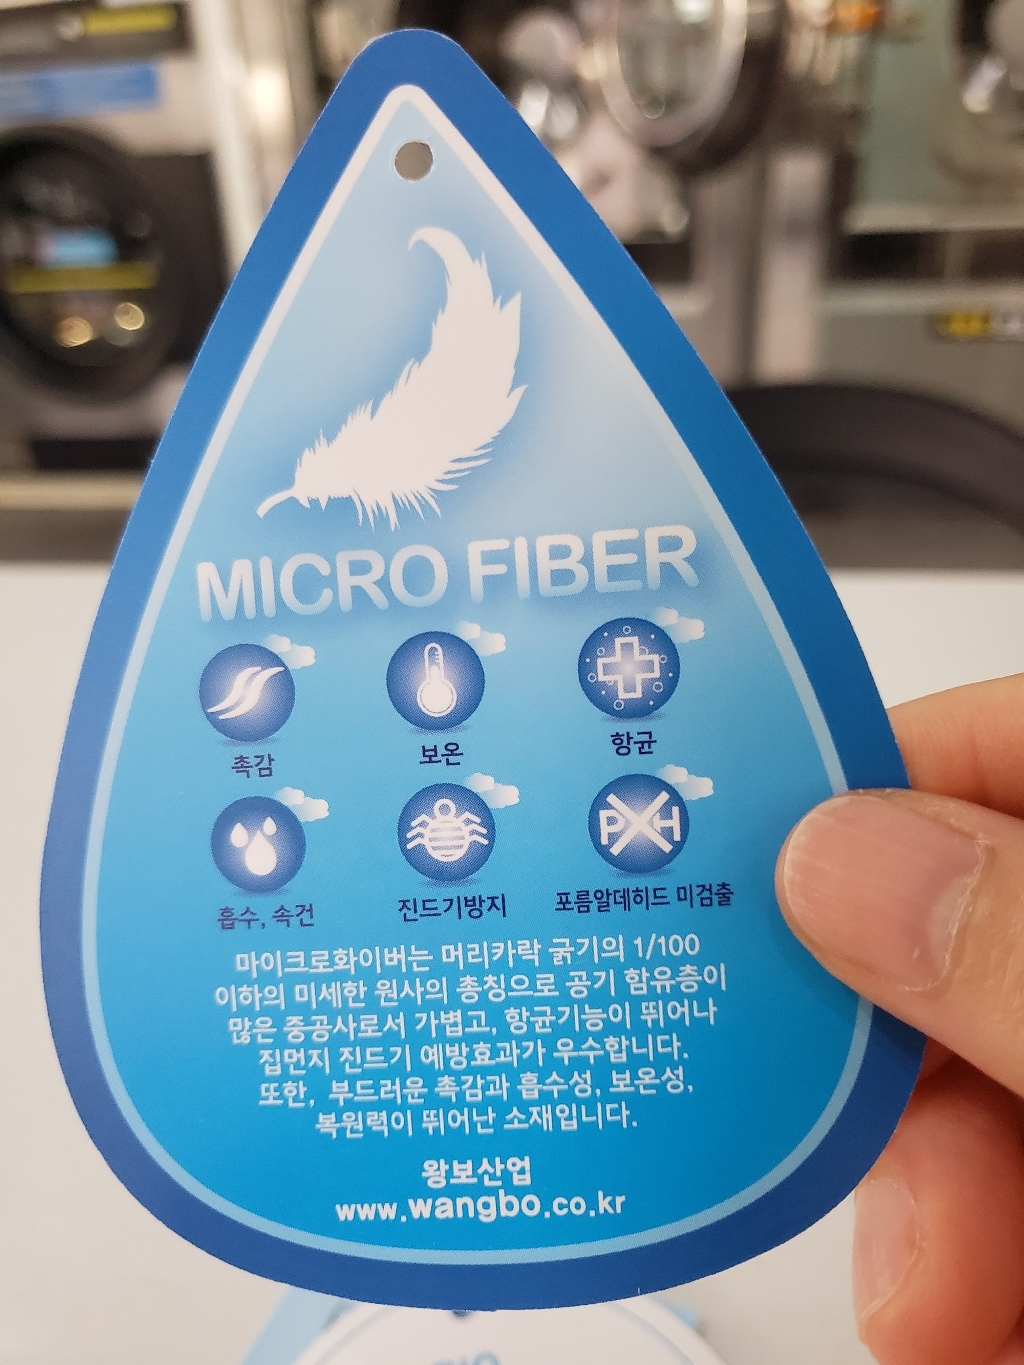 MICRO FIBER
촉감
보온
항균
흡수, 속건
진드기방지
PXH
포름알데히드 미검출
마이크로화이버는 머리카락 굵기의 1/100
이하의 미세한 원사의 총칭으로 공기 함유층이
많은 중공사로서 가볍고, 항균기능이 뛰어나
집먼지 진드기 예방효과가 우수합니다.
또한, 부드러운 촉감과 흡수성, 보온성,
복원력이 뛰어난 소재입니다.
왕보산업
www.wangbo.co.kr